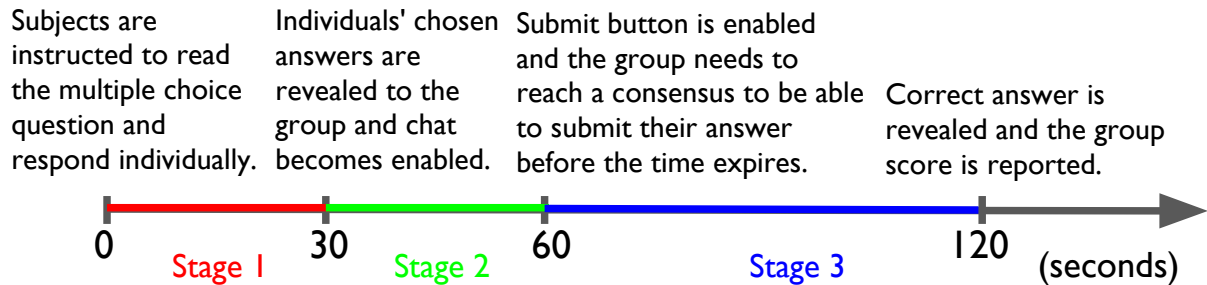 Subjects are
instructed to read
the multiple choice
question and
respond individually.
Individuals' chosen
answers are
revealed to the
group and chat
becomes enabled.
Submit button is enabled
and the group needs to
reach a consensus to be able
to submit their answer
before the time expires.
Correct answer is
revealed and the group
score is reported.
0
30
60
120
(seconds)
Stage 1
Stage 2
Stage 3